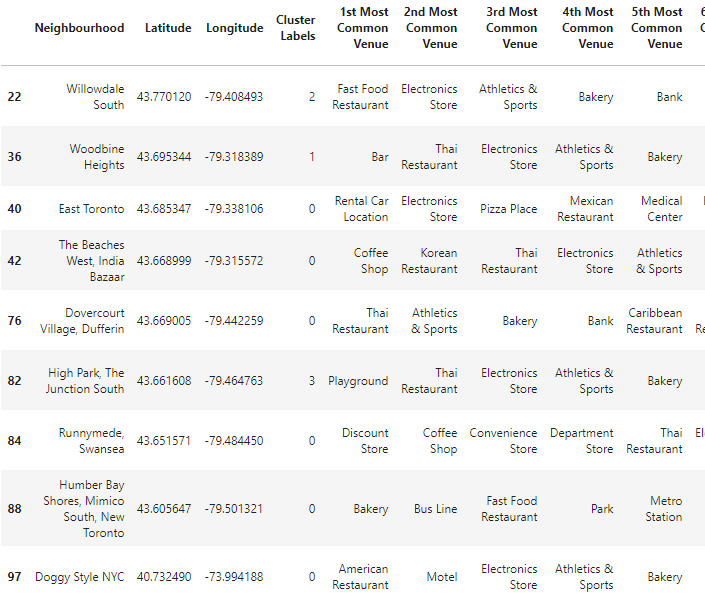 Neighbourhood Latitude Longitude Cluster Labels 1st Most Common Venue 2nd Most Common Venue 3rd Most Common Venue 4th Most Common Venue 5th Most Common Venue 6
22 Willowdale South 43.770120 -79.408493 2 Fast Food Restaurant Electronics Store Athletics & Sports Bakery Bank
36 Woodbine Heights 43.695344 -79.318389 1 Bar Thai Restaurant Electronics Store Athletics & Sports Bakery
40 East Toronto 43.685347 -79.338106 0 Rental Car Location Electronics Store Pizza Place Mexican Restaurant Medical Center
42 The Beaches West, India Bazaar 43.668999 -79.315572 0 Coffee Shop Korean Restaurant Thai Restaurant Electronics Store Athletics & Sports
76 Dovercourt Village, Dufferin 43.669005 -79.442259 0 Thai Restaurant Athletics & Sports Bakery Bank Caribbean Restaurant Re
82 High Park, The Junction South 43.661608 -79.464763 3 Playground Thai Restaurant Electronics Store Athletics & Sports Bakery
84 Runnymede, Swansea 43.651571 -79.484450 0 Discount Store Coffee Shop Convenience Store Department Store Thai Restaurant El
88 Humber Bay Shores, Mimico South, New Toronto 43.605647 -79.501321 0 Bakery Bus Line Fast Food Restaurant Park Metro Station
97 Doggy Style NYC 40.732490 -73.994188 0 American Restaurant Motel Electronics Store Athletics & Sports Bakery